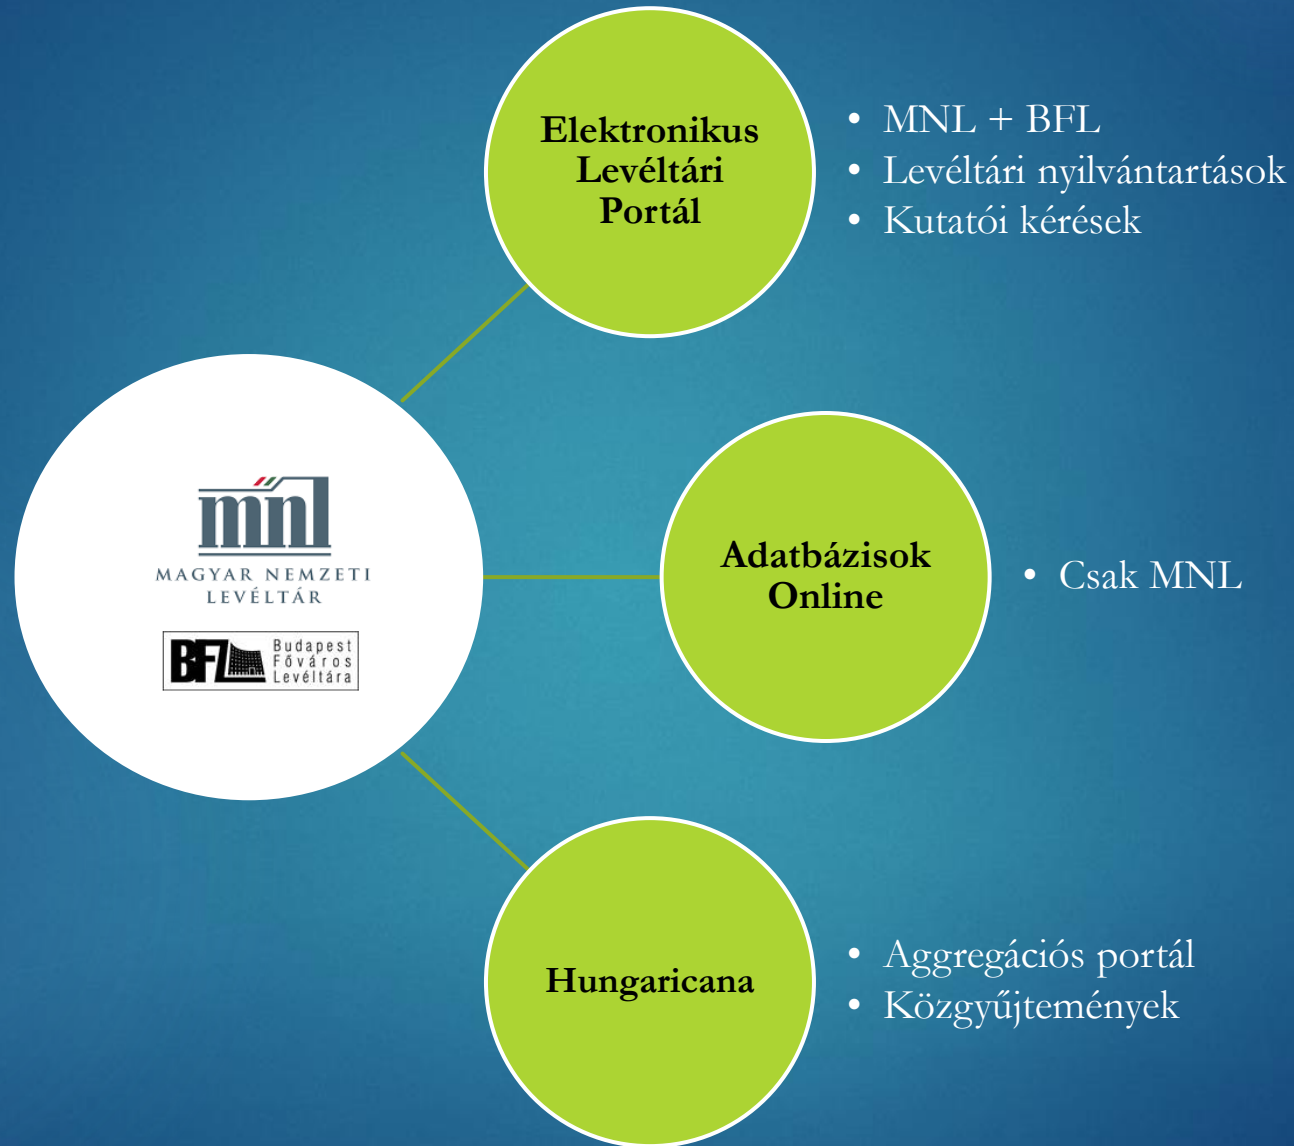 Elektronikus
Levéltári
Portál
• MNL + BFL
• Levéltári nyilvántartások
• Kutatói kérések
mnl
MAGYAR NEMZETI
LEVÉLTÁR
BFL
Budapest
Főváros
Levéltára
Adatbázisok
Online
• Csak MNL
Hungaricana
• Aggregációs portál
• Közgyűjtemények